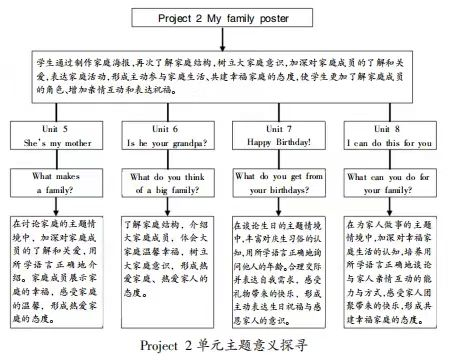 Project 2 My family poster
学生通过制作家庭海报,再次了解家庭结构,树立大家庭意识,加深对家庭成员的了解和关
爱,表达家庭活动,形成主动参与家庭生活、共建幸福家庭的态度,使学生更加了解家庭成员
的角色、增加亲情互动和表达祝福。
Unit 5
She's my mother
Unit 6
Is he your grandpa?
Unit 7
Happy Birthday!
Unit 8
I can do this for you
What makes
a family?
What do you think
of a big family?
What do you get from
your birthdays?
What can you do for
your family?
在讨论家庭的主题情
境中,加深对家庭成
员的了解和关爱,用
所学语言正确地介
绍。家庭成员展示家
庭的幸福,感受家庭
的温馨,形成热爱家
庭的态度。
了解家庭结构,介绍
大家庭成员,体会大
家庭温馨幸福,树立
大家庭意识,形成热
爱家庭、热爱家人的
态度。
在谈论生日的主题情境
中,丰富对庆生习俗的认
知,用所学语言正确地询
问他人的年龄。合理交际
并表达自我需求,感受
礼物带来的快乐,形成
主动表达生日祝福与感
恩家人的意识。
在为家人做事的主题情
境中,加深对幸福家庭
生活的认知,培养用
所学语言正确地谈论
与家人亲情互动的能
力与方式,感受家人团
聚带来的快乐,形成共
建幸福家庭的态度。
Project 2单元主题意义探寻